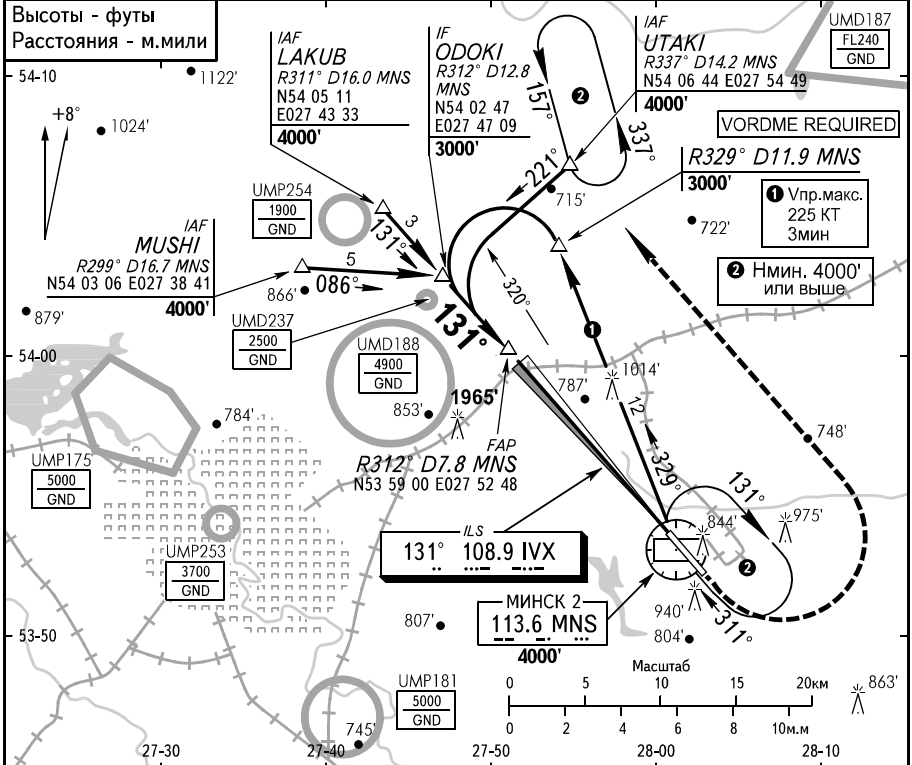 Высоты - футы
Расстояния - м.мили
UMD187
FL240
GND
IAF
LAKUB
R311° D16.0 MNS
N54 05 11
E027 43 33
4000'
IF
ODOKI
R312° D12.8
MNS
N54 02 47
E027 47 09
3000'
IAF
UTAKI
R337° D14.2 MNS
N54 06 44 E027 54 49
4000'
54-10
1122'
+8°
1024'
157°
2
337°
VORDME REQUIRED
221°
R329° D11.9 MNS
3000'
715'
1 Vпр.макс.
225 КТ
3мин
722'
2 Hмин. 4000'
или выше
UMP254
1900
GND
3
131°
IAF
MUSHI
R299° D16.7 MNS
N54 03 06 E027 38 41
4000'
5
086°
866'
879'
UMD237
2500
GND
131°
320°
1
54-00
UMD188
4900
GND
853'
1965'
787'
1014'
12
329°
784'
748'
FAP
R312° D7.8 MNS
N53 59 00 E027 52 48
UMP175
5000
GND
131°
975'
844'
2
ILS
131° 108.9 IVX
UMP253
3700
GND
МИНСК 2
113.6 MNS
4000'
940'
311°
807'
804'
53-50
Масштаб
0 5 10 15 20км
0 2 4 6 8 10м.м
863'
UMP181
5000
GND
745'
27-30 27-40 27-50 28-00 28-10